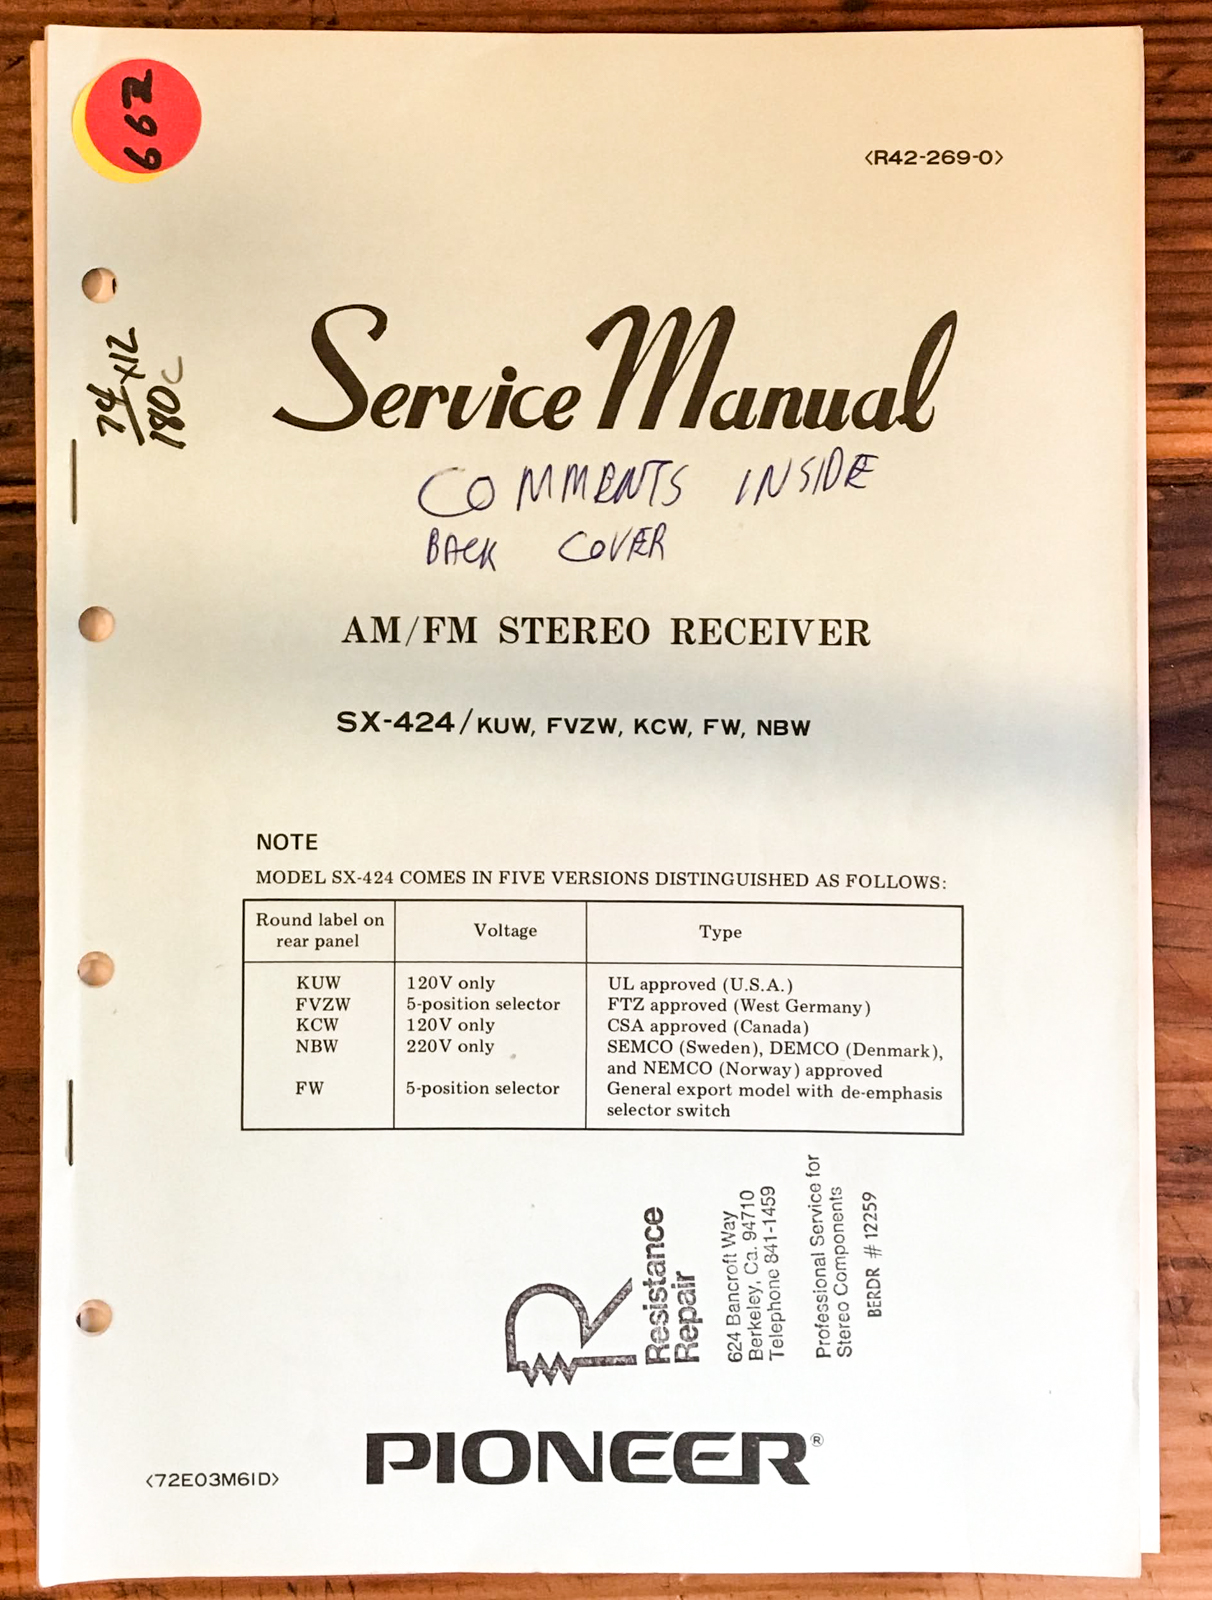 662
<R42-269-0>
74 x12
180
Service Manual
COMMENTS INSIDE
BACK COVER
AM/FM STEREO RECEIVER
SX-424/KUW, FVZW, KCW, FW, NBW
NOTE
MODEL SX-424 COMES IN FIVE VERSIONS DISTINGUISHED AS FOLLOWS:
Round label on rear panel Voltage Type
KUW 120V only UL approved (U.S.A.)
FVZW 5-position selector FTZ approved (West Germany)
KCW 120V only CSA approved (Canada)
NBW 220V only SEMCO (Sweden), DEMCO (Denmark),
and NEMCO (Norway) approved
FW 5-position selector General export model with de-emphasis
selector switch
Resistance
Repair
624 Bancroft Way
Berkeley, Ca. 94710
Telephone 841-1459
Professional Service for
Stereo Components
BERDR # 12259
PIONEER®
<72E03M61D>